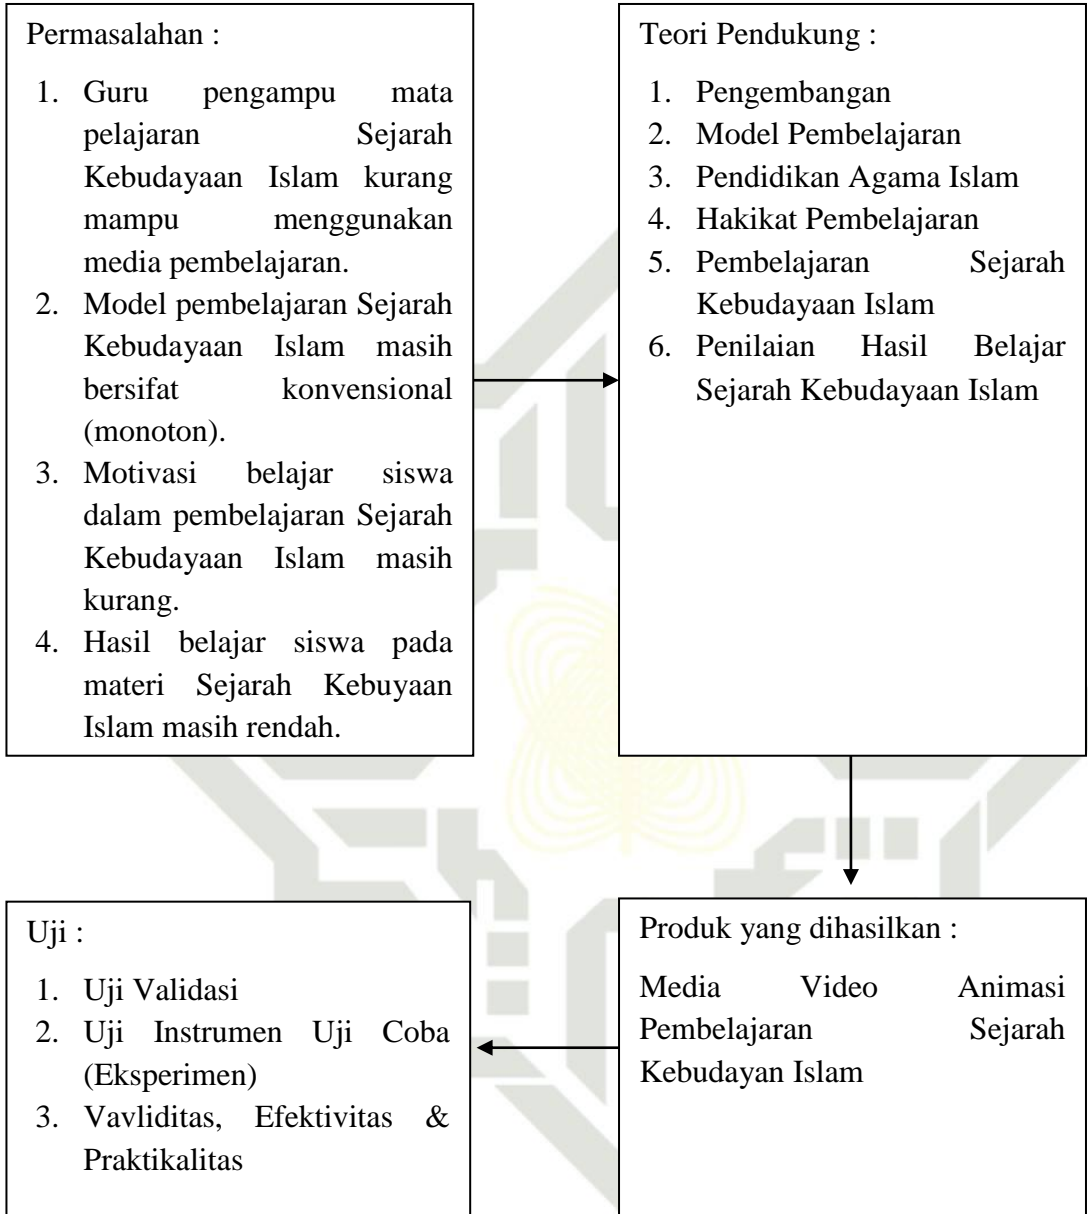 Permasalahan :
1. Guru pengampu mata
pelajaran Sejarah
Kebudayaan Islam kurang
mampu menggunakan
media pembelajaran.
2. Model pembelajaran Sejarah
Kebudayaan Islam masih
bersifat konvensional
(monoton).
3. Motivasi belajar siswa
dalam pembelajaran Sejarah
Kebudayaan Islam masih
kurang.
4. Hasil belajar siswa pada
materi Sejarah Kebuyaan
Islam masih rendah.
Teori Pendukung :
1. Pengembangan
2. Model Pembelajaran
3. Pendidikan Agama Islam
4. Hakikat Pembelajaran
5. Pembelajaran Sejarah
Kebudayaan Islam
6. Penilaian Hasil Belajar
Sejarah Kebudayaan Islam
Produk yang dihasilkan :
Media Video Animasi
Pembelajaran Sejarah
Kebudayan Islam
Uji :
1. Uji Validasi
2. Uji Instrumen Uji Coba
(Eksperimen)
3. Vavliditas, Efektivitas &
Praktikalitas